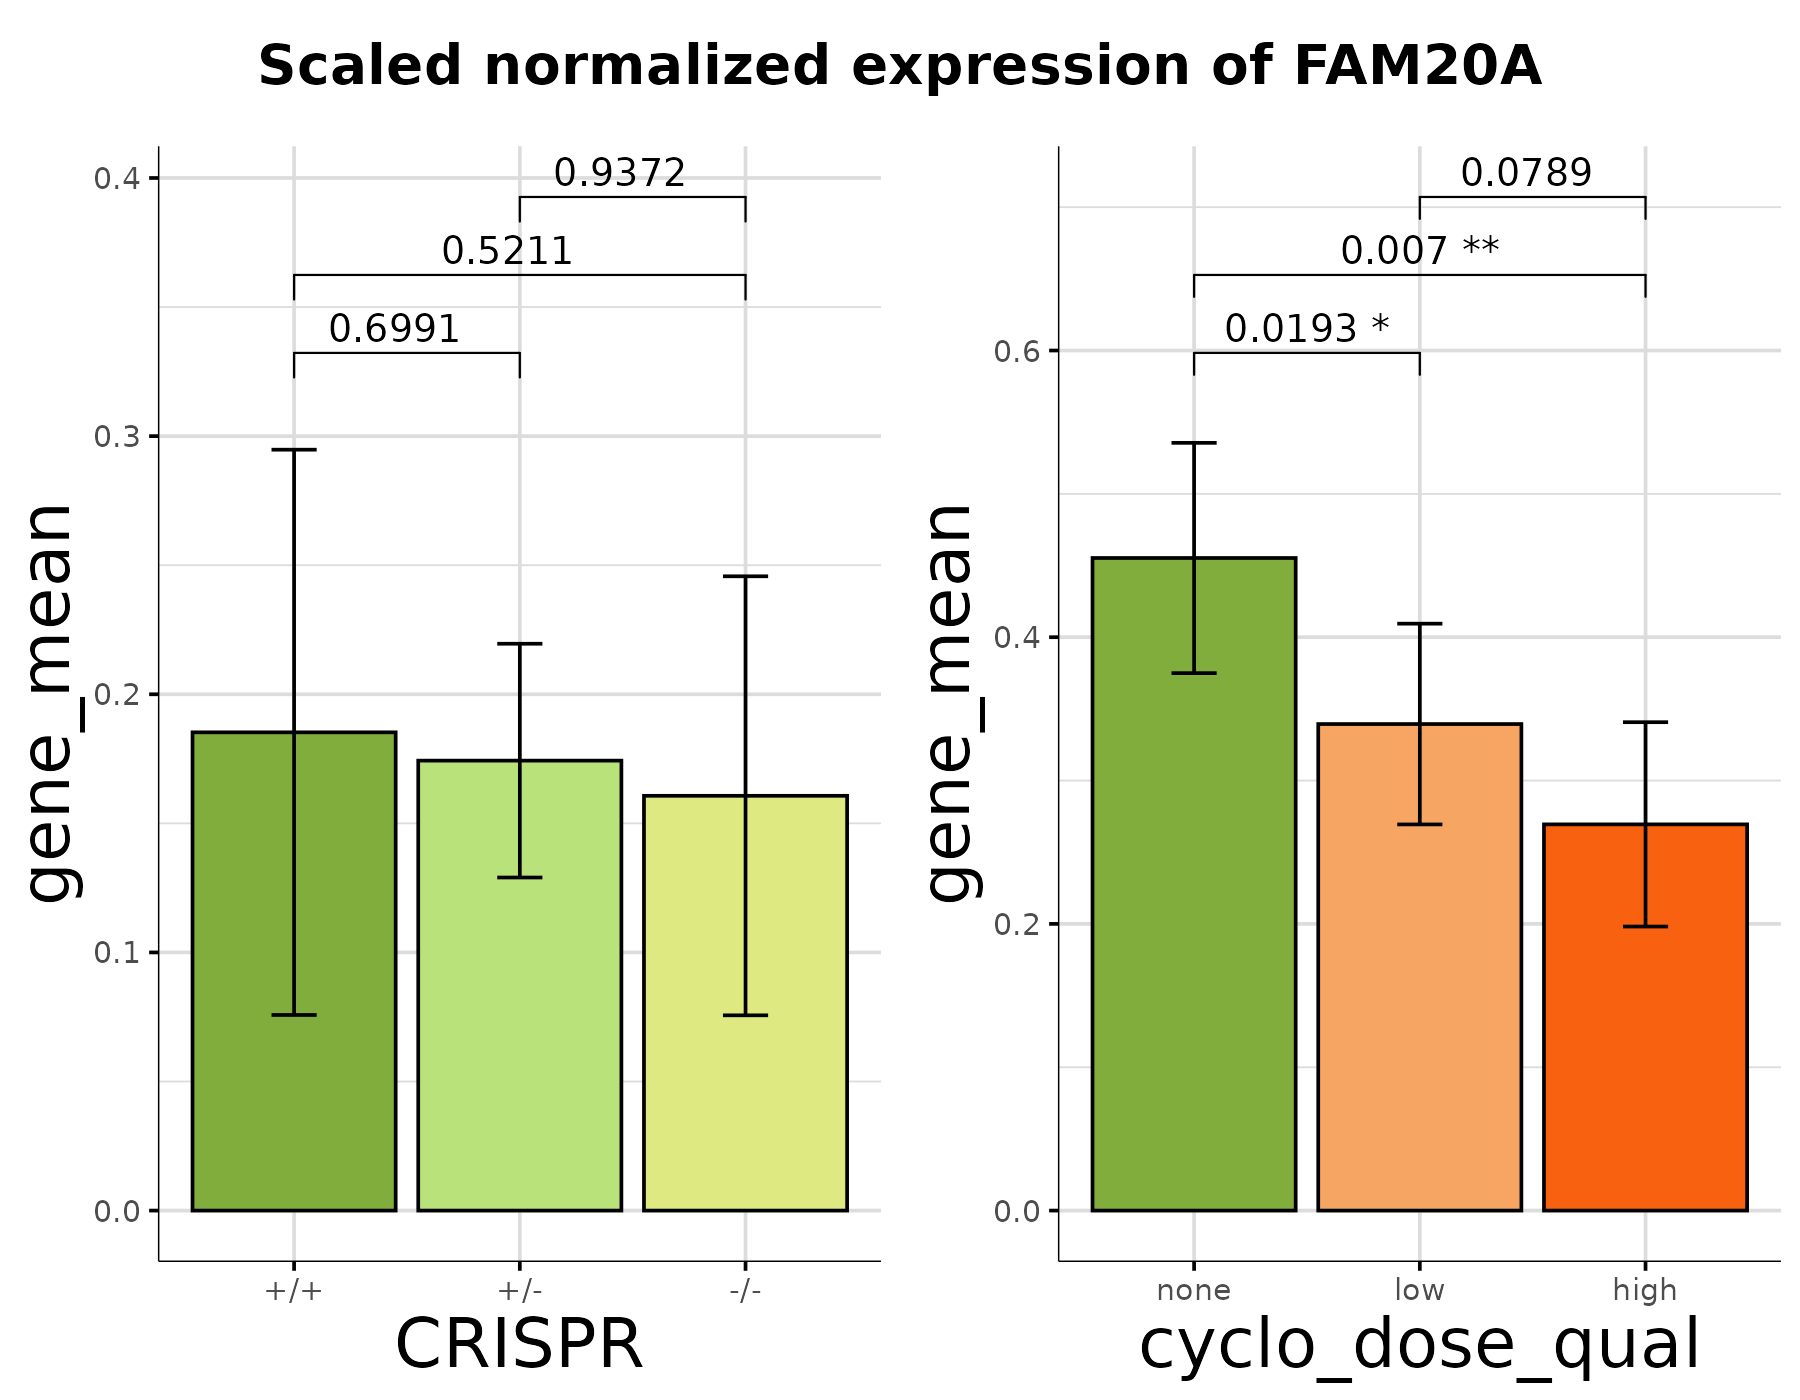 Scaled normalized expression of FAM20A
gene_mean
0.4
0.3
0.2
0.1
0.0
0.9372
0.5211
0.6991
+/+
+/-
-/-
CRISPR
gene_mean
0.6
0.4
0.2
0.0
0.0789
0.007 **
0.0193 *
none
low
high
cyclo_dose_qual